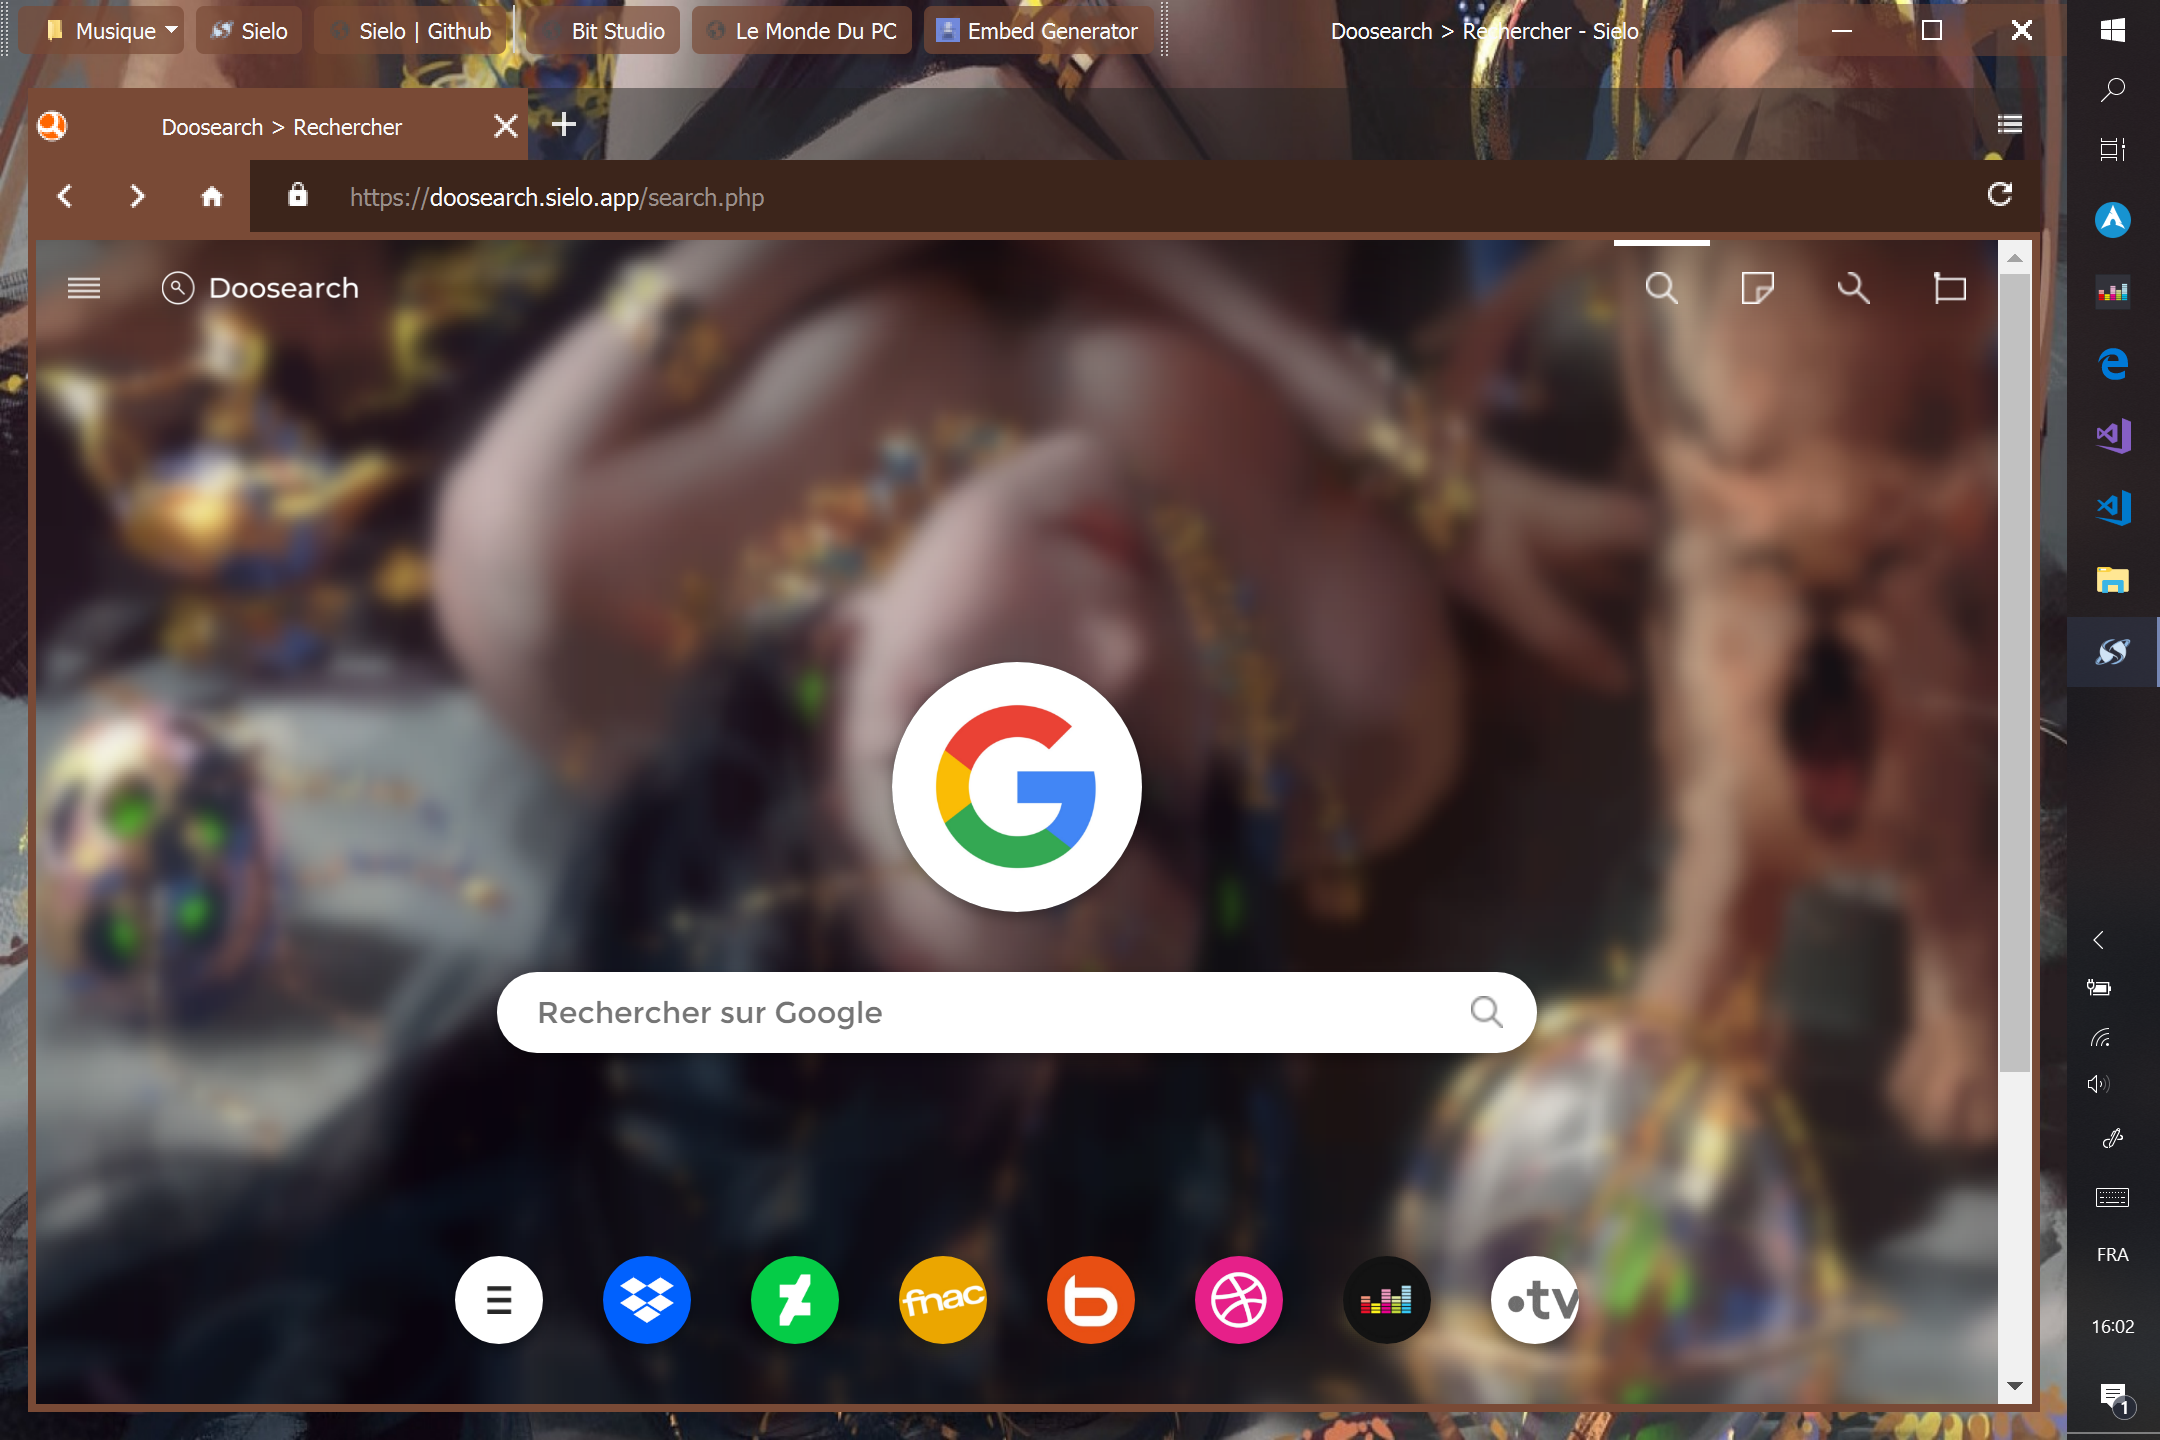 Musique
Sielo
Sielo | Github
Bit Studio
Le Monde Du PC
Embed Generator
Doosearch > Rechercher - Sielo
Doosearch > Rechercher
https://doosearch.sielo.app/search.php
Doosearch
Rechercher sur Google
fnac
tv
FRA
16:02
1